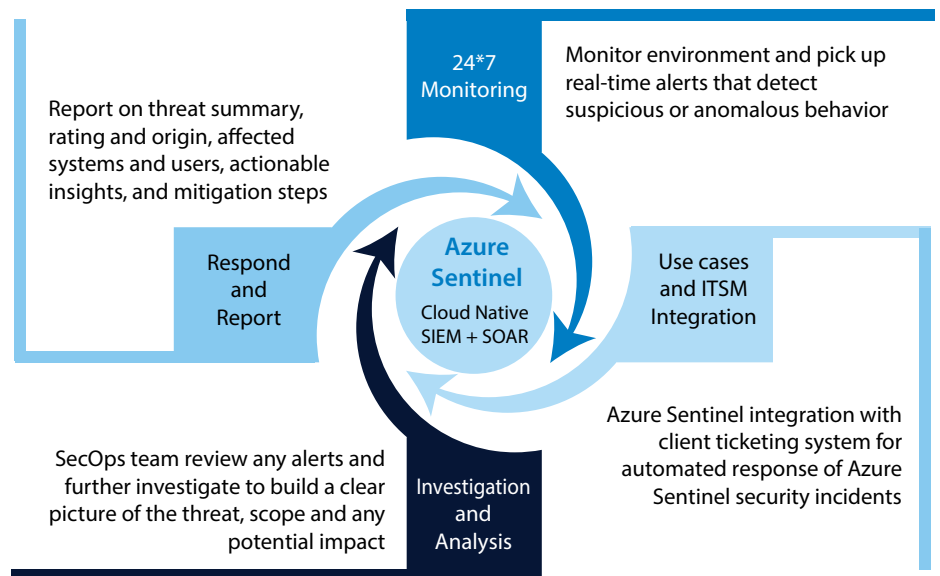 24*7
Monitoring
Monitor environment and pick up
real-time alerts that detect
suspicious or anomalous behavior
Report on threat summary,
rating and origin, affected
systems and users, actionable
insights, and mitigation steps
Respond
and
Report
Azure
Sentinel
Cloud Native
SIEM + SOAR
Use cases
and ITSM
Integration
SecOps team review any alerts and
further investigate to build a clear
picture of the threat, scope and any
potential impact
Investigation
and
Analysis
Azure Sentinel integration with
client ticketing system for
automated response of Azure
Sentinel security incidents